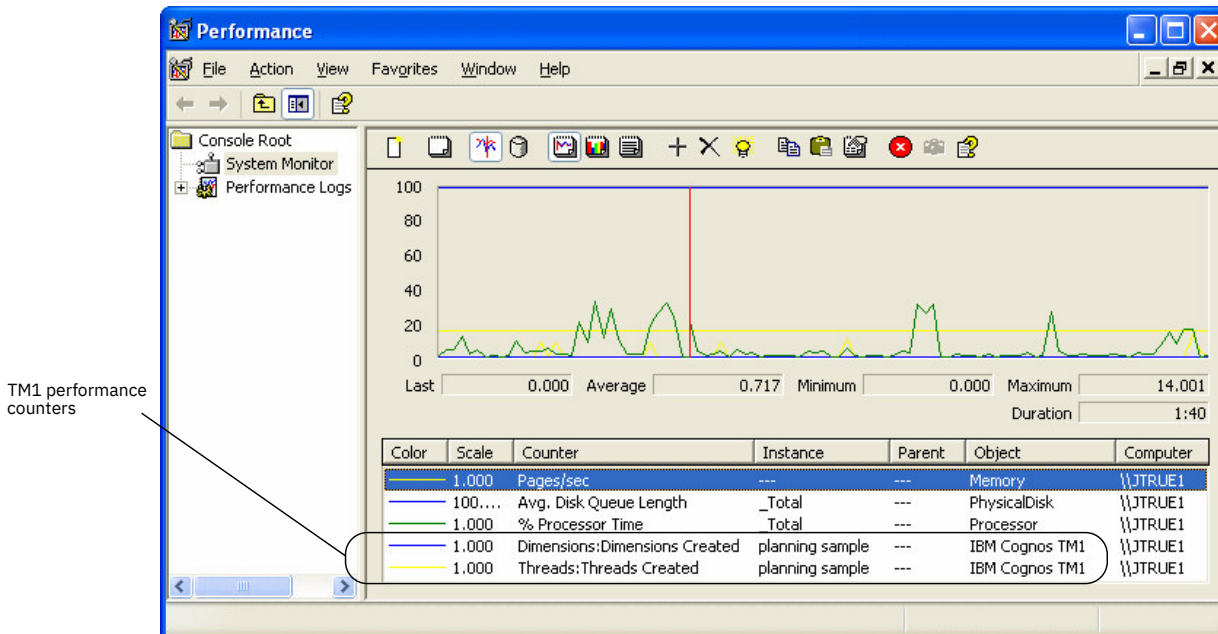 Performance
File Action View Favorites Window Help
Console Root
System Monitor
Performance Logs
100
80
60
40
20
0
Last 0.000 Average 0.717 Minimum 0.000 Maximum 14.001
Duration 1:40
TM1 performance
counters
Color Scale Counter Instance Parent Object Computer
1.000 Pages/sec --- --- Memory \\JTRUE1
100.... Avg. Disk Queue Length _Total --- PhysicalDisk \\JTRUE1
1.000 % Processor Time _Total --- Processor \\JTRUE1
1.000 Dimensions:Dimensions Created planning sample --- IBM Cognos TM1 \\JTRUE1
1.000 Threads:Threads Created planning sample --- IBM Cognos TM1 \\JTRUE1